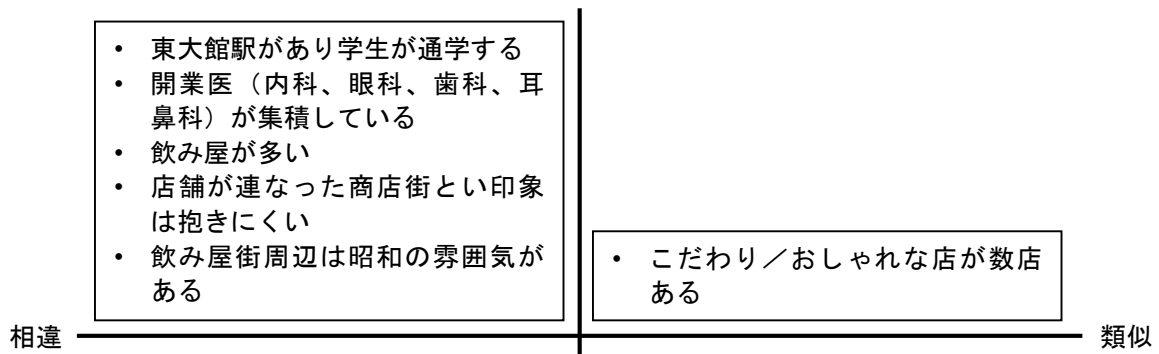 • 東大館駅があり学生が通学する
• 開業医（内科、眼科、歯科、耳
鼻科）が集積している
• 飲み屋が多い
• 店舗が連なった商店街とい印象
は抱きにくい
• 飲み屋街周辺は昭和の雰囲気が
ある
• こだわり／おしゃれな店が数店
ある
相違
類似